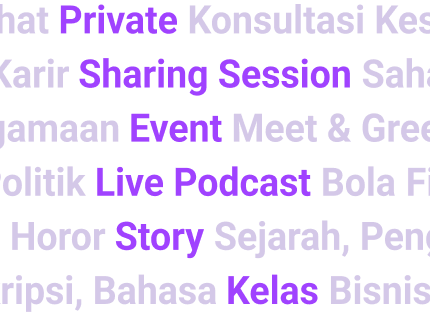 hat Private Konsultasi Kes
Karir Sharing Session Saha
gamaan Event Meet & Gree
olitik Live Podcast Bola Fi
Horor Story Sejarah, Peng
ripsi, Bahasa Kelas Bisnis